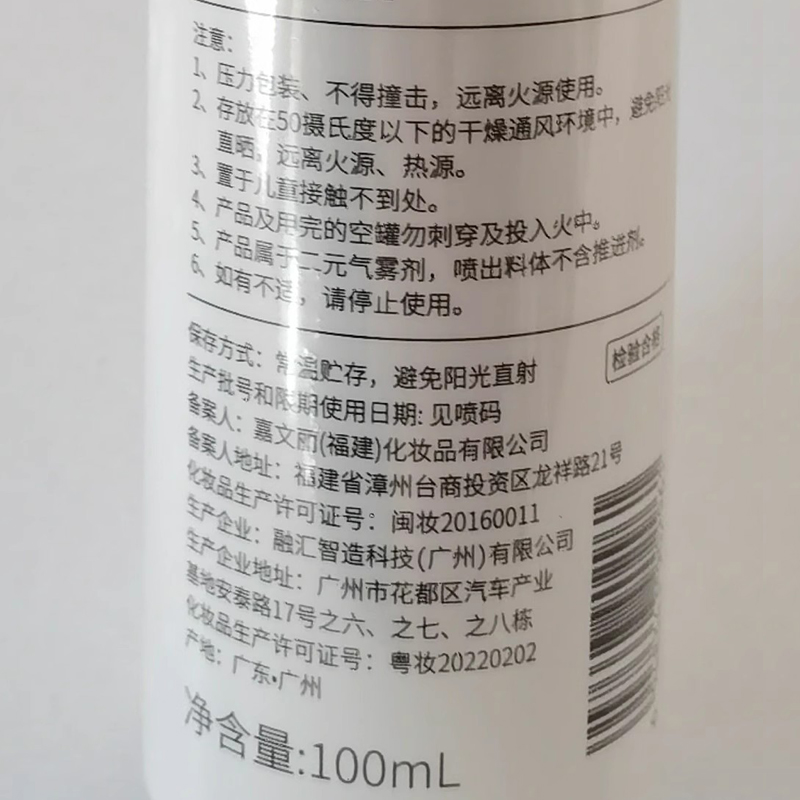 注意：
1、压力包装、不得撞击，远离火源使用。
2、存放在50摄氏度以下的干燥通风环境中，避免阳光
直晒，远离火源、热源。
3、置于儿童接触不到处。
4、产品及用完的空罐勿刺穿及投入火中。
5、产品属于二元气雾剂，喷出料体不含推进剂。
6、如有不适，请停止使用。
保存方式：常温贮存，避免阳光直射
检验合格
生产批号和限期使用日期: 见喷码
备案人：嘉文丽(福建)化妆品有限公司
备案人地址：福建省漳州台商投资区龙祥路21号
化妆品生产许可证号：闽妆20160011
生产企业：融汇智造科技(广州)有限公司
生产企业地址：广州市花都区汽车产业
基地安泰路17号之六、之七、之八栋
化妆品生产许可证号：粤妆20220202
产地：广东•广州
净含量:100mL